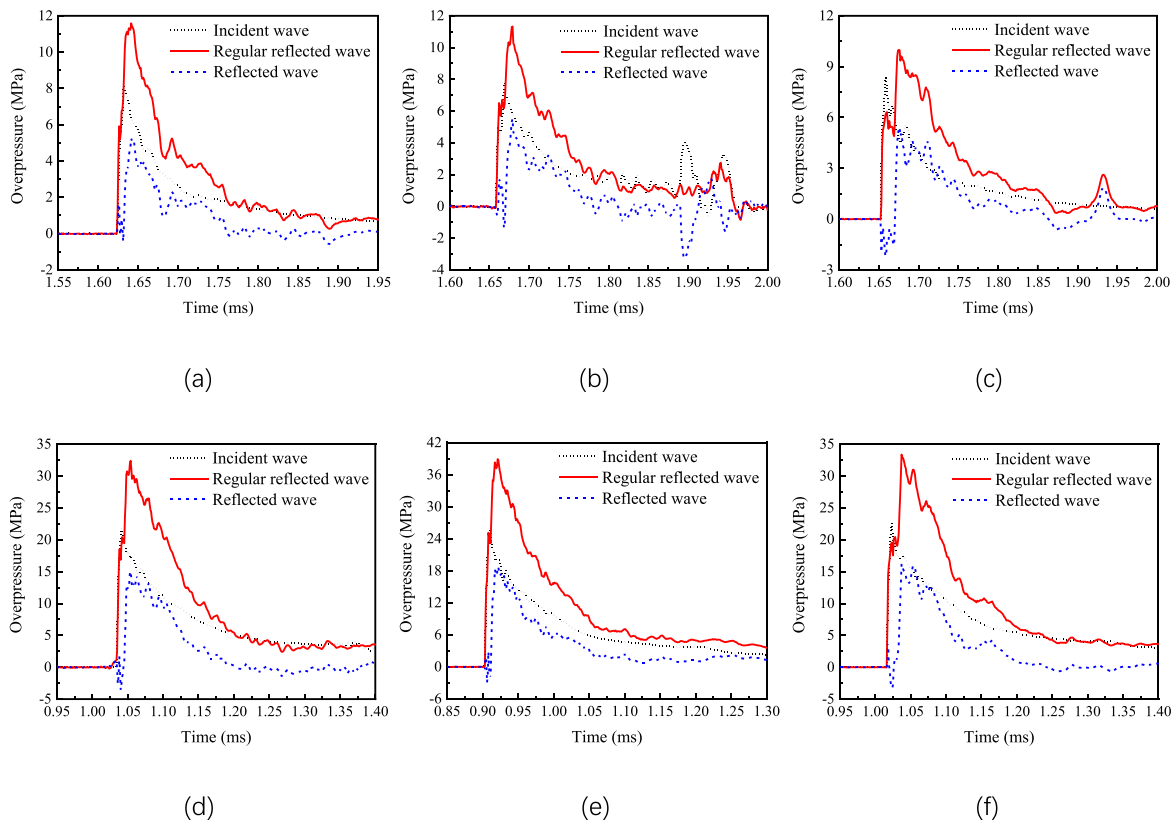 12
10
8
6
4
2
0
-2
Overpressure (MPa)
Incident wave
Regular reflected wave
Reflected wave
1.55 1.60 1.65 1.70 1.75 1.80 1.85 1.90 1.95
Time (ms)
(a)
12
10
8
6
4
2
0
-2
-4
Overpressure (MPa)
Incident wave
Regular reflected wave
Reflected wave
1.60 1.65 1.70 1.75 1.80 1.85 1.90 1.95 2.00
Time (ms)
(b)
12
9
6
3
0
-3
Overpressure (MPa)
Incident wave
Regular reflected wave
Reflected wave
1.60 1.65 1.70 1.75 1.80 1.85 1.90 1.95 2.00
Time (ms)
(c)
35
30
25
20
15
10
5
0
-5
Overpressure (MPa)
Incident wave
Regular reflected wave
Reflected wave
0.95 1.00 1.05 1.10 1.15 1.20 1.25 1.30 1.35 1.40
Time (ms)
(d)
42
36
30
24
18
12
6
0
-6
Overpressure (MPa)
Incident wave
Regular reflected wave
Reflected wave
0.85 0.90 0.95 1.00 1.05 1.10 1.15 1.20 1.25 1.30
Time (ms)
(e)
35
30
25
20
15
10
5
0
-5
Overpressure (MPa)
Incident wave
Regular reflected wave
Reflected wave
0.95 1.00 1.05 1.10 1.15 1.20 1.25 1.30 1.35 1.40
Time (ms)
(f)